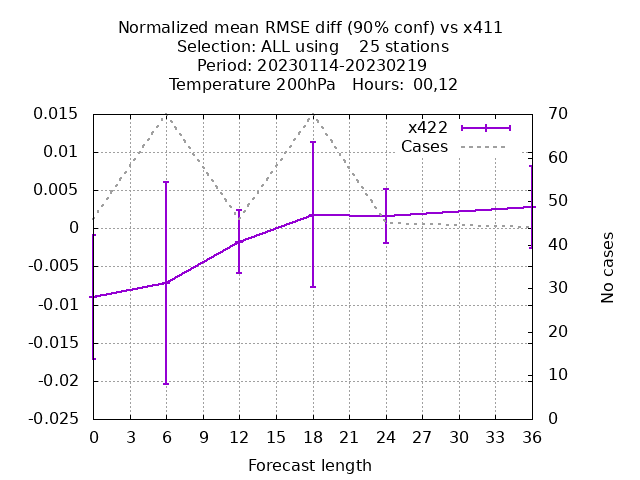 Normalized mean RMSE diff (90% conf) vs x411
Selection: ALL using    25 stations
Period: 20230114-20230219
Temperature 200hPa   Hours:  00,12
x422
Cases
0.015
0.01
0.005
0
-0.005
-0.01
-0.015
-0.02
-0.025
70
60
50
40
30
20
10
0
No cases
0 3 6 9 12 15 18 21 24 27 30 33 36
Forecast length